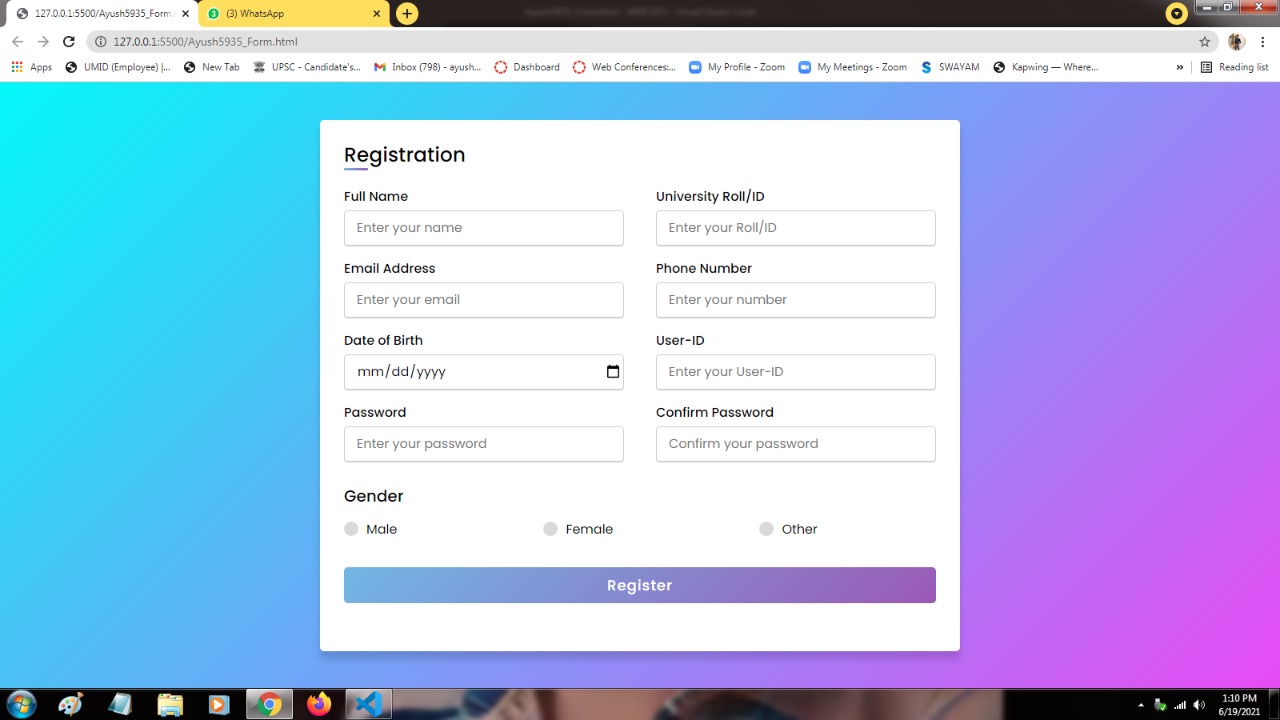 127.0.0.1:5500/Ayush5935_Form.
3 (3) WhatsApp
127.0.0.1:5500/Ayush5935_Form.html
Apps UMID (Employee) |... New Tab UPSC - Candidate's... Inbox (798) - ayush... Dashboard Web Conferences:... My Profile - Zoom My Meetings - Zoom SWAYAM Kapwing — Where... » Reading list
Registration
Full Name University Roll/ID
Enter your name Enter your Roll/ID
Email Address Phone Number
Enter your email Enter your number
Date of Birth User-ID
mm/dd/yyyy Enter your User-ID
Password Confirm Password
Enter your password Confirm your password
Gender
Male Female Other
Register
1:10 PM
6/19/2021